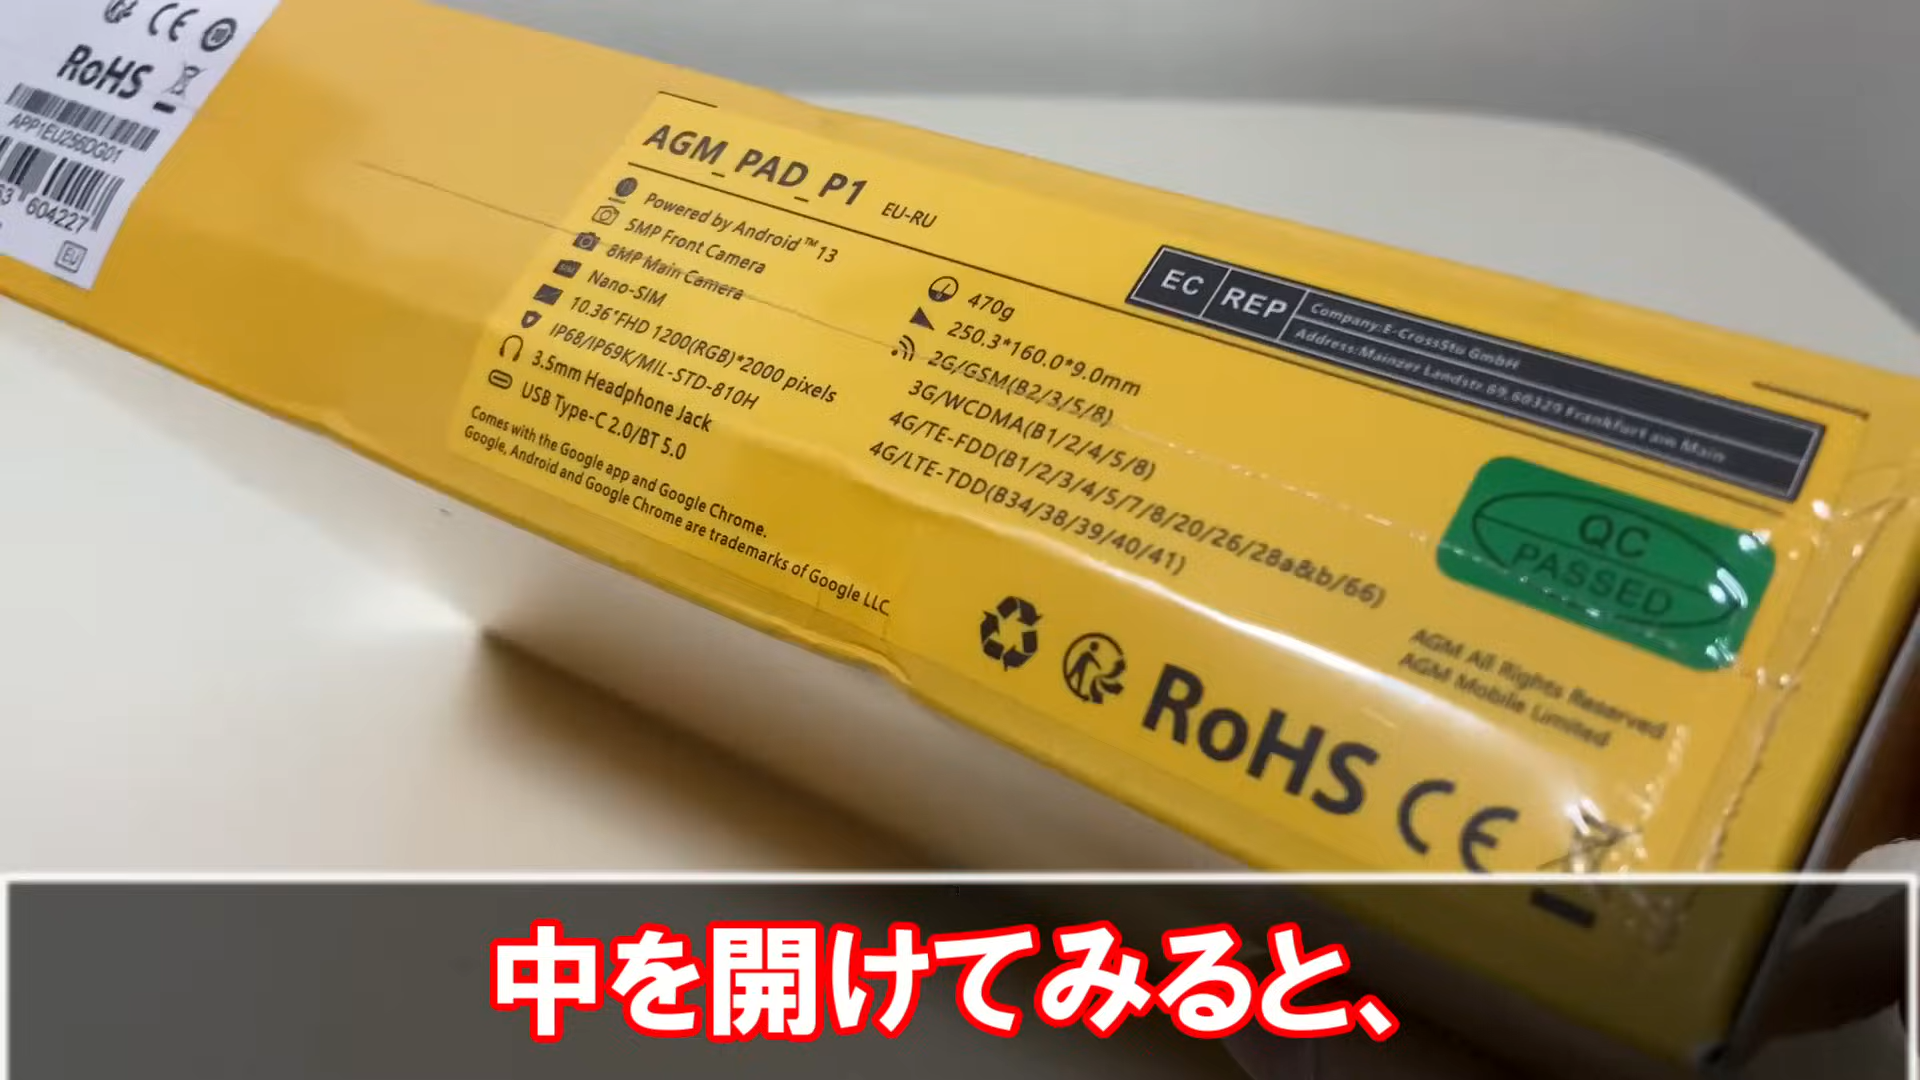 CE
RoHS
APP1EU256DG01
604227
EU
AGM_PAD_P1 EU-RU
Powered by Android™ 13
5MP Front Camera
8MP Main Camera
Nano-SIM
10.36"FHD 1200(RGB)*2000 pixels
IP68/IP69K/MIL-STD-810H
3.5mm Headphone Jack
USB Type-C 2.0/BT 5.0
Comes with the Google app and Google Chrome.
Google, Android and Google Chrome are trademarks of Google LLC.
470g
250.3*160.0*9.0mm
2G/GSM(B2/3/5/8)
3G/WCDMA(B1/2/4/5/8)
4G/TE-FDD(B1/2/3/4/5/7/8/20/26/28a&b/66)
4G/LTE-TDD(B34/38/39/40/41)
EC REP
Company:E-CrossStu GmbH
Address:Mainzer Landstr.69,60329 Frankfurt am Main
QC
PASSED
AGM All Rights Reserved
AGM Mobile Limited
RoHS CE
中を開けてみると、